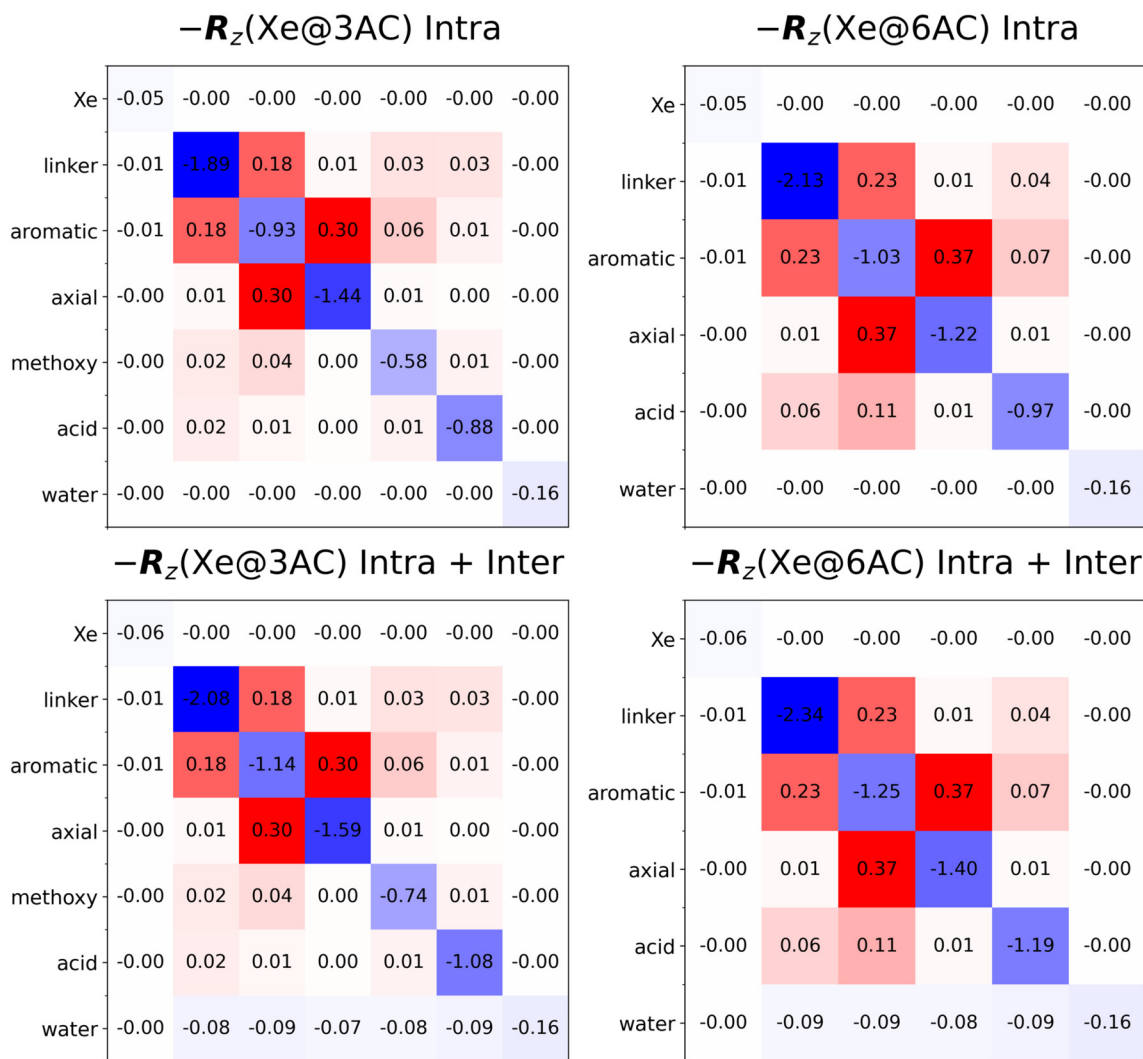 −Rz(Xe@3AC) Intra
Xe -0.05 -0.00 -0.00 -0.00 -0.00 -0.00 -0.00
linker -0.01 -1.89 0.18 0.01 0.03 0.03 -0.00
aromatic -0.01 0.18 -0.93 0.30 0.06 0.01 -0.00
axial -0.00 0.01 0.30 -1.44 0.01 0.00 -0.00
methoxy -0.00 0.02 0.04 0.00 -0.58 0.01 -0.00
acid -0.00 0.02 0.01 0.00 0.01 -0.88 -0.00
water -0.00 -0.00 -0.00 -0.00 -0.00 -0.00 -0.16
−Rz(Xe@6AC) Intra
Xe -0.05 -0.00 -0.00 -0.00 -0.00 -0.00
linker -0.01 -2.13 0.23 0.01 0.04 -0.00
aromatic -0.01 0.23 -1.03 0.37 0.07 -0.00
axial -0.00 0.01 0.37 -1.22 0.01 -0.00
acid -0.00 0.06 0.11 0.01 -0.97 -0.00
water -0.00 -0.00 -0.00 -0.00 -0.00 -0.16
−Rz(Xe@3AC) Intra + Inter
Xe -0.06 -0.00 -0.00 -0.00 -0.00 -0.00 -0.00
linker -0.01 -2.08 0.18 0.01 0.03 0.03 -0.00
aromatic -0.01 0.18 -1.14 0.30 0.06 0.01 -0.00
axial -0.00 0.01 0.30 -1.59 0.01 0.00 -0.00
methoxy -0.00 0.02 0.04 0.00 -0.74 0.01 -0.00
acid -0.00 0.02 0.01 0.00 0.01 -1.08 -0.00
water -0.00 -0.08 -0.09 -0.07 -0.08 -0.09 -0.16
−Rz(Xe@6AC) Intra + Inter
Xe -0.06 -0.00 -0.00 -0.00 -0.00 -0.00
linker -0.01 -2.34 0.23 0.01 0.04 -0.00
aromatic -0.01 0.23 -1.25 0.37 0.07 -0.00
axial -0.00 0.01 0.37 -1.40 0.01 -0.00
acid -0.00 0.06 0.11 0.01 -1.19 -0.00
water -0.00 -0.09 -0.09 -0.08 -0.09 -0.16